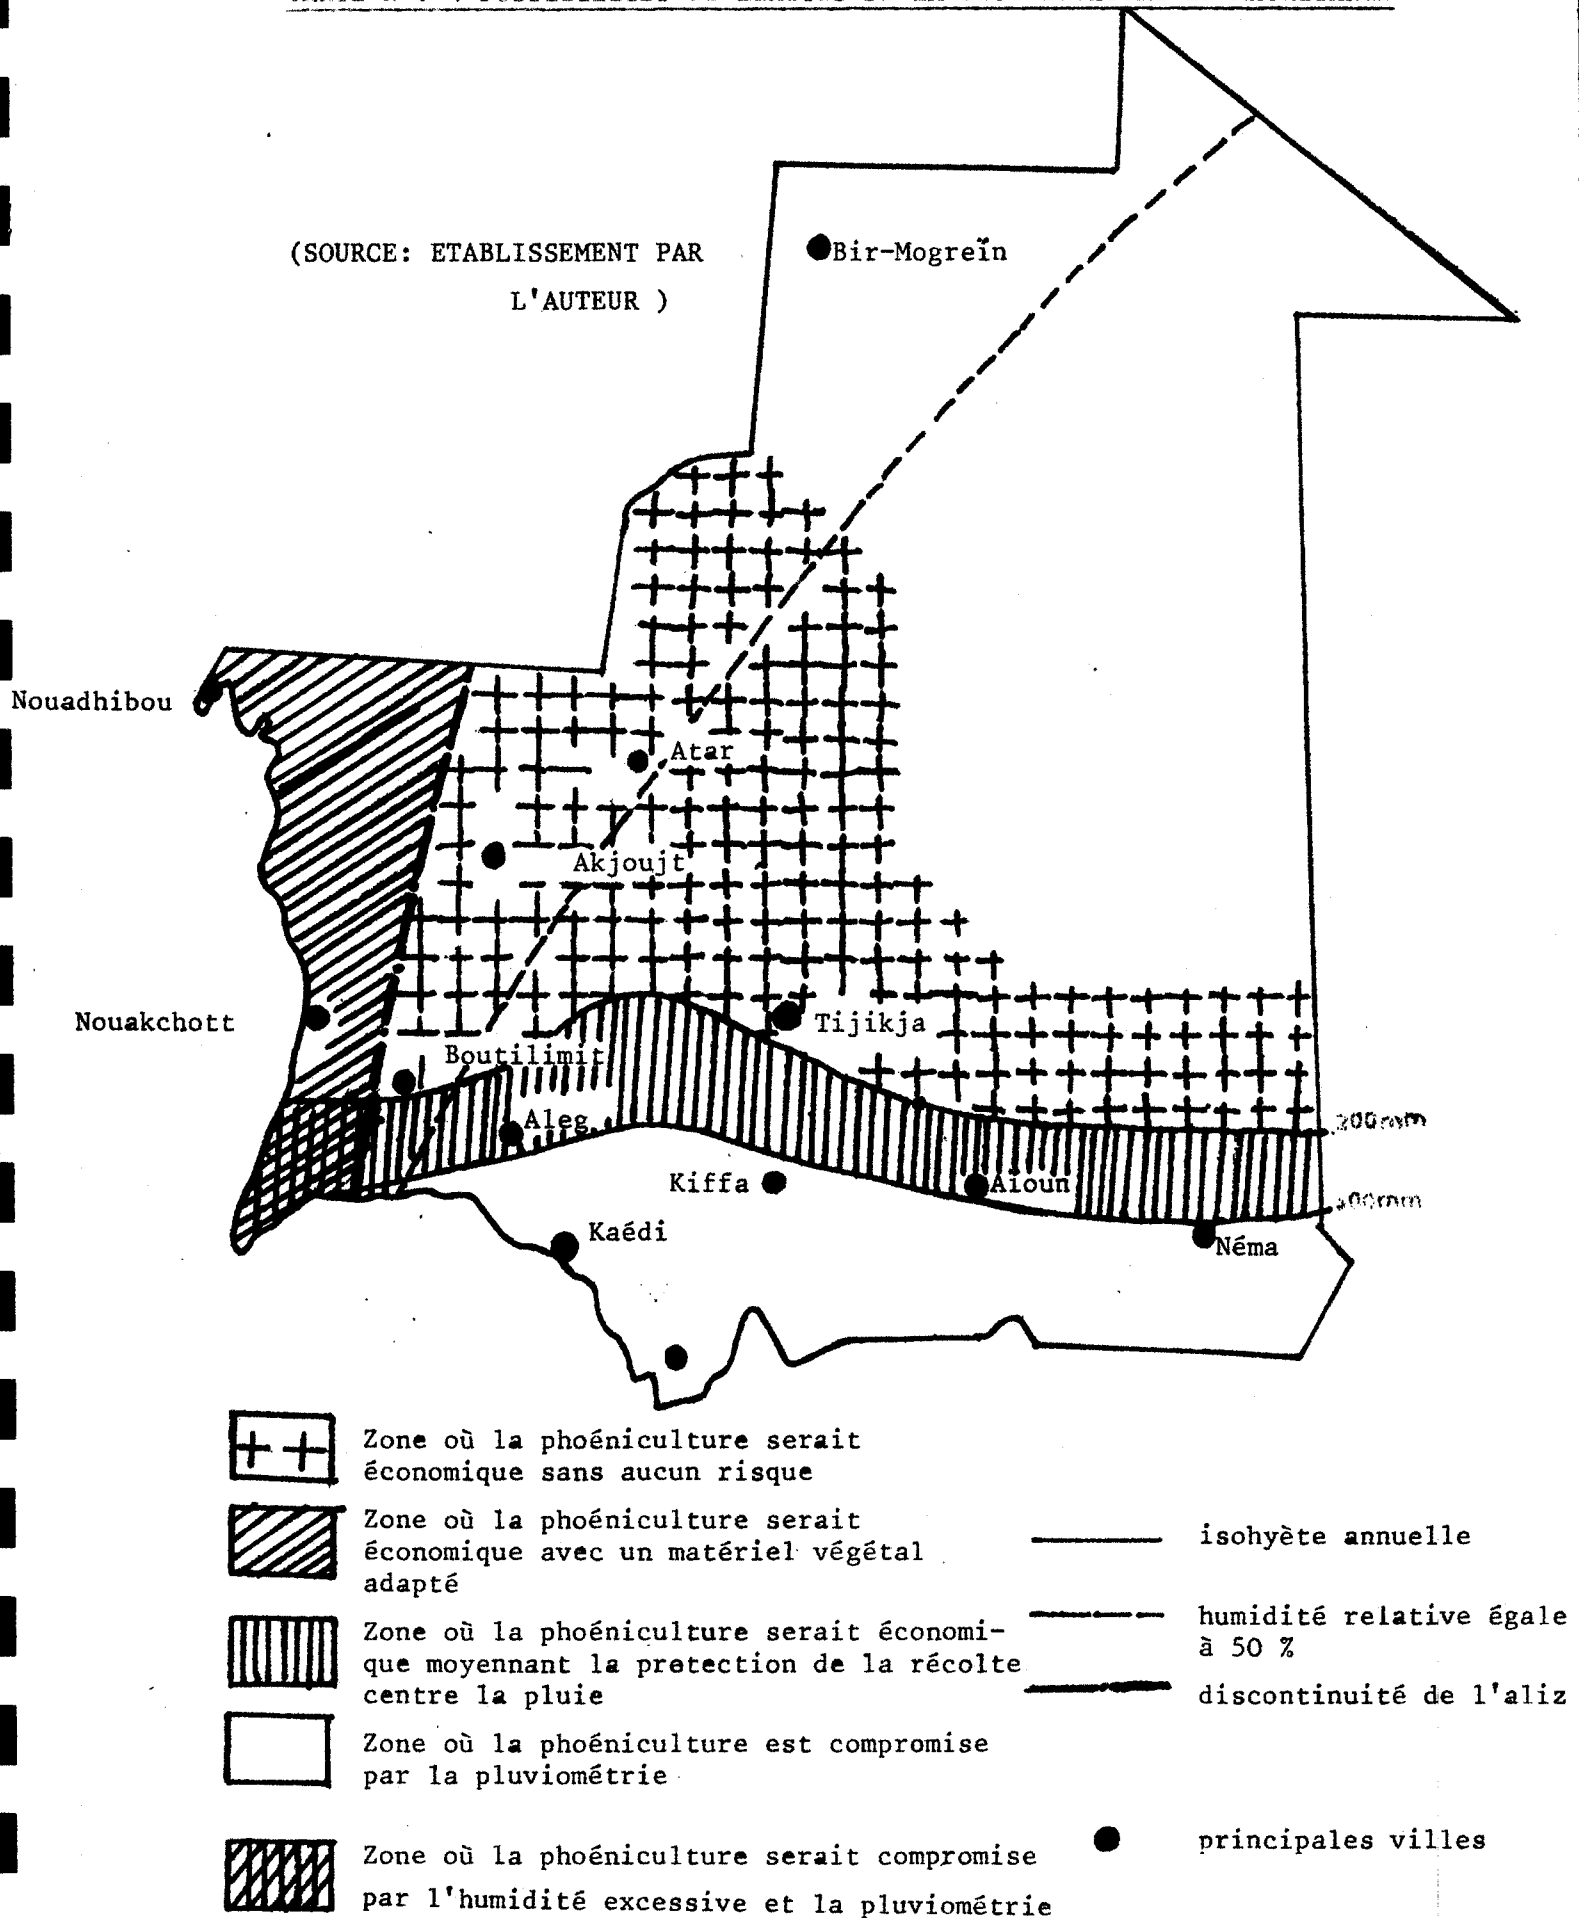 (SOURCE: ETABLISSEMENT PAR
L'AUTEUR )
Bir-Mogreïn
Nouadhibou
Atar
Akjoujt
Nouakchott
Tijikja
Boutilimit
Aleg
200mm
Kiffa
Aïoun
00mm
Kaédi
Néma
Zone où la phoéniculture serait
économique sans aucun risque
Zone où la phoéniculture serait
économique avec un matériel végétal
adapté
Zone où la phoéniculture serait économi-
que moyennant la protection de la récolte
centre la pluie
Zone où la phoéniculture est compromise
par la pluviométrie
Zone où la phoéniculture serait compromise
par l'humidité excessive et la pluviométrie
isohyète annuelle
humidité relative égale
à 50 %
discontinuité de l'aliz
principales villes